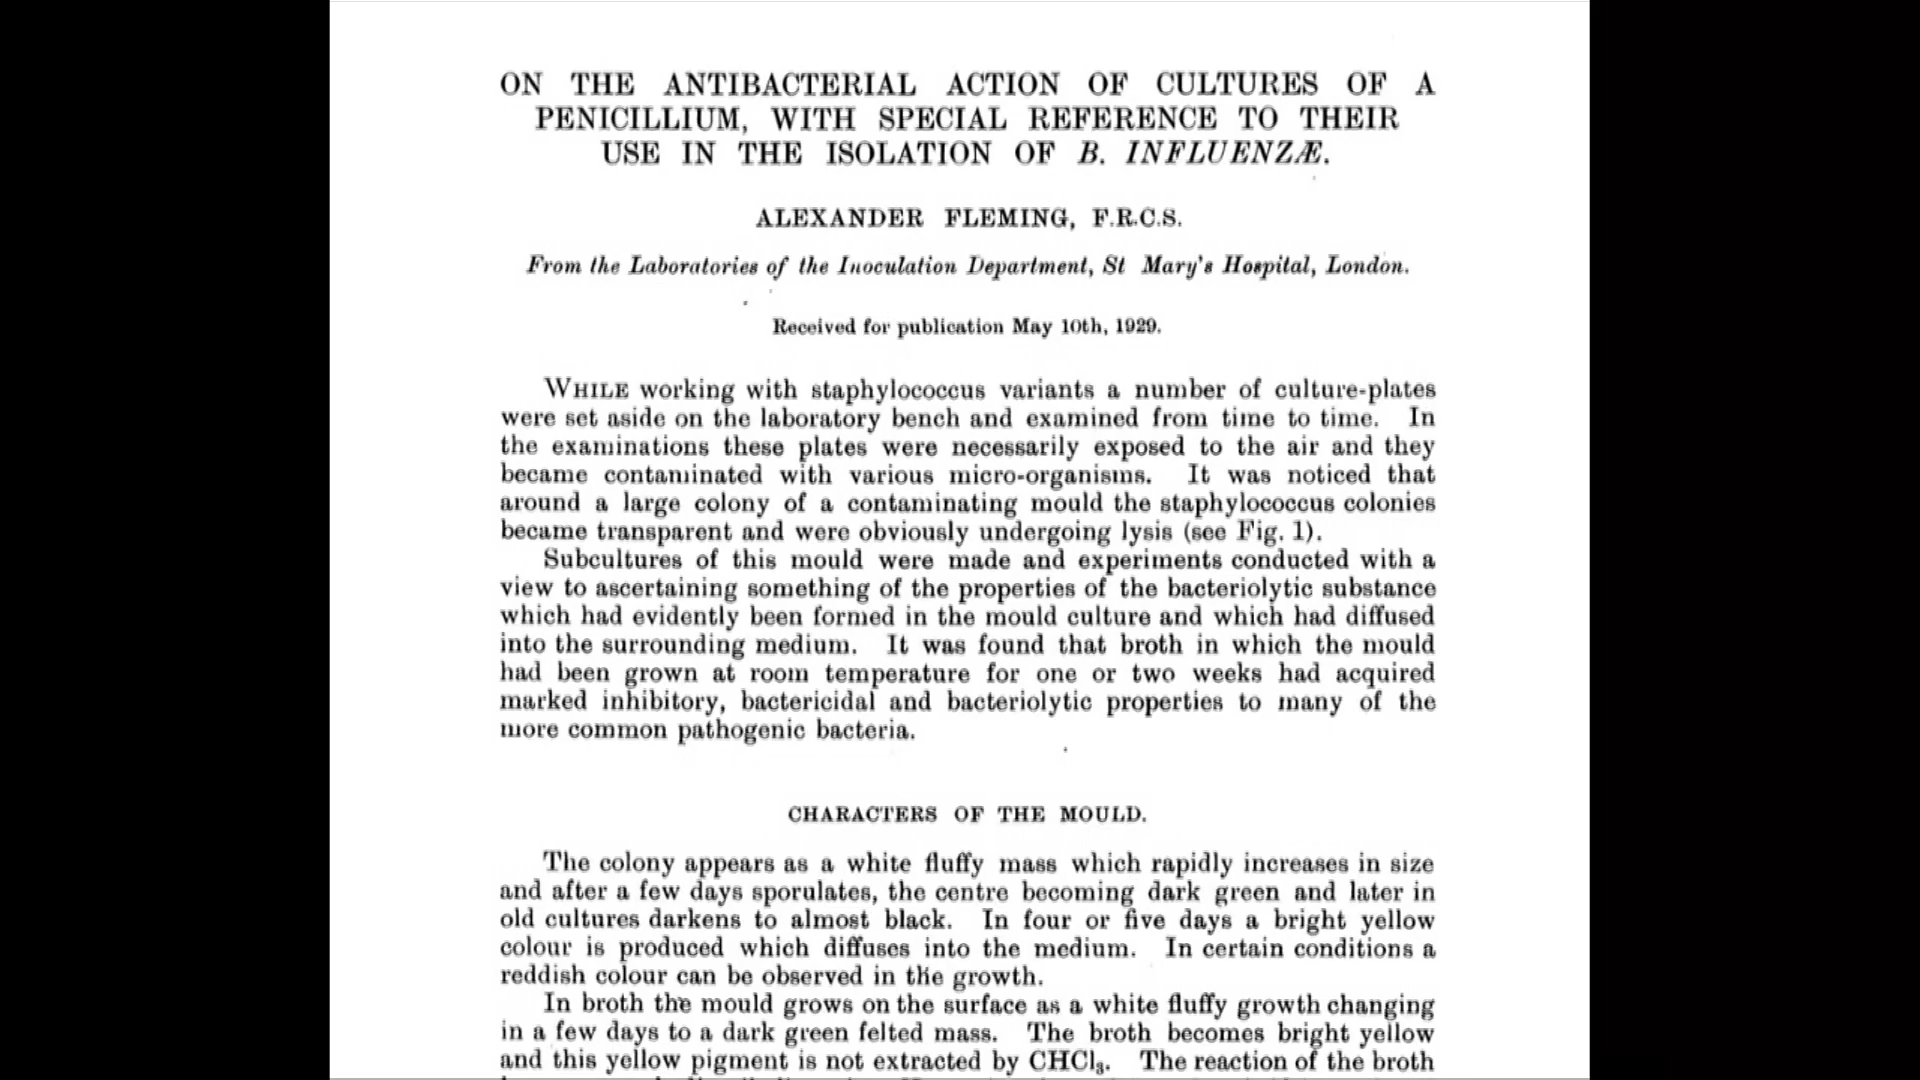 ON THE ANTIBACTERIAL ACTION OF CULTURES OF A
PENICILLIUM, WITH SPECIAL REFERENCE TO THEIR
USE IN THE ISOLATION OF B. INFLUENZÆ.
ALEXANDER FLEMING, F.R.C.S.
From the Laboratories of the Inoculation Department, St Mary's Hospital, London.
Received for publication May 10th, 1929.
WHILE working with staphylococcus variants a number of culture-plates
were set aside on the laboratory bench and examined from time to time. In
the examinations these plates were necessarily exposed to the air and they
became contaminated with various micro-organisms. It was noticed that
around a large colony of a contaminating mould the staphylococcus colonies
became transparent and were obviously undergoing lysis (see Fig. 1).
Subcultures of this mould were made and experiments conducted with a
view to ascertaining something of the properties of the bacteriolytic substance
which had evidently been formed in the mould culture and which had diffused
into the surrounding medium. It was found that broth in which the mould
had been grown at room temperature for one or two weeks had acquired
marked inhibitory, bactericidal and bacteriolytic properties to many of the
more common pathogenic bacteria.
CHARACTERS OF THE MOULD.
The colony appears as a white fluffy mass which rapidly increases in size
and after a few days sporulates, the centre becoming dark green and later in
old cultures darkens to almost black. In four or five days a bright yellow
colour is produced which diffuses into the medium. In certain conditions a
reddish colour can be observed in the growth.
In broth the mould grows on the surface as a white fluffy growth changing
in a few days to a dark green felted mass. The broth becomes bright yellow
and this yellow pigment is not extracted by CHCl₃. The reaction of the broth